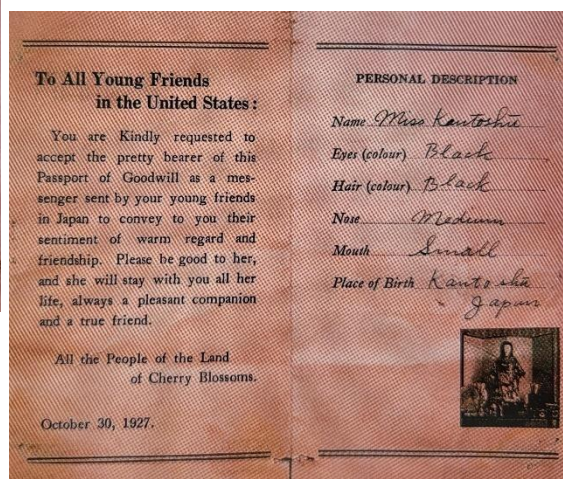 To All Young Friends
in the United States :
You are Kindly requested to
accept the pretty bearer of this
Passport of Goodwill as a mes-
senger sent by your young friends
in Japan to convey to you their
sentiment of warm regard and
friendship. Please be good to her,
and she will stay with you all her
life, always a pleasant companion
and a true friend.
All the People of the Land
of Cherry Blossoms.
October 30, 1927.
PERSONAL DESCRIPTION
Name Miss Kantoshu
Eyes (colour) Black
Hair (colour) Black
Nose Medium
Mouth Small
Place of Birth Kantoshu
Japan